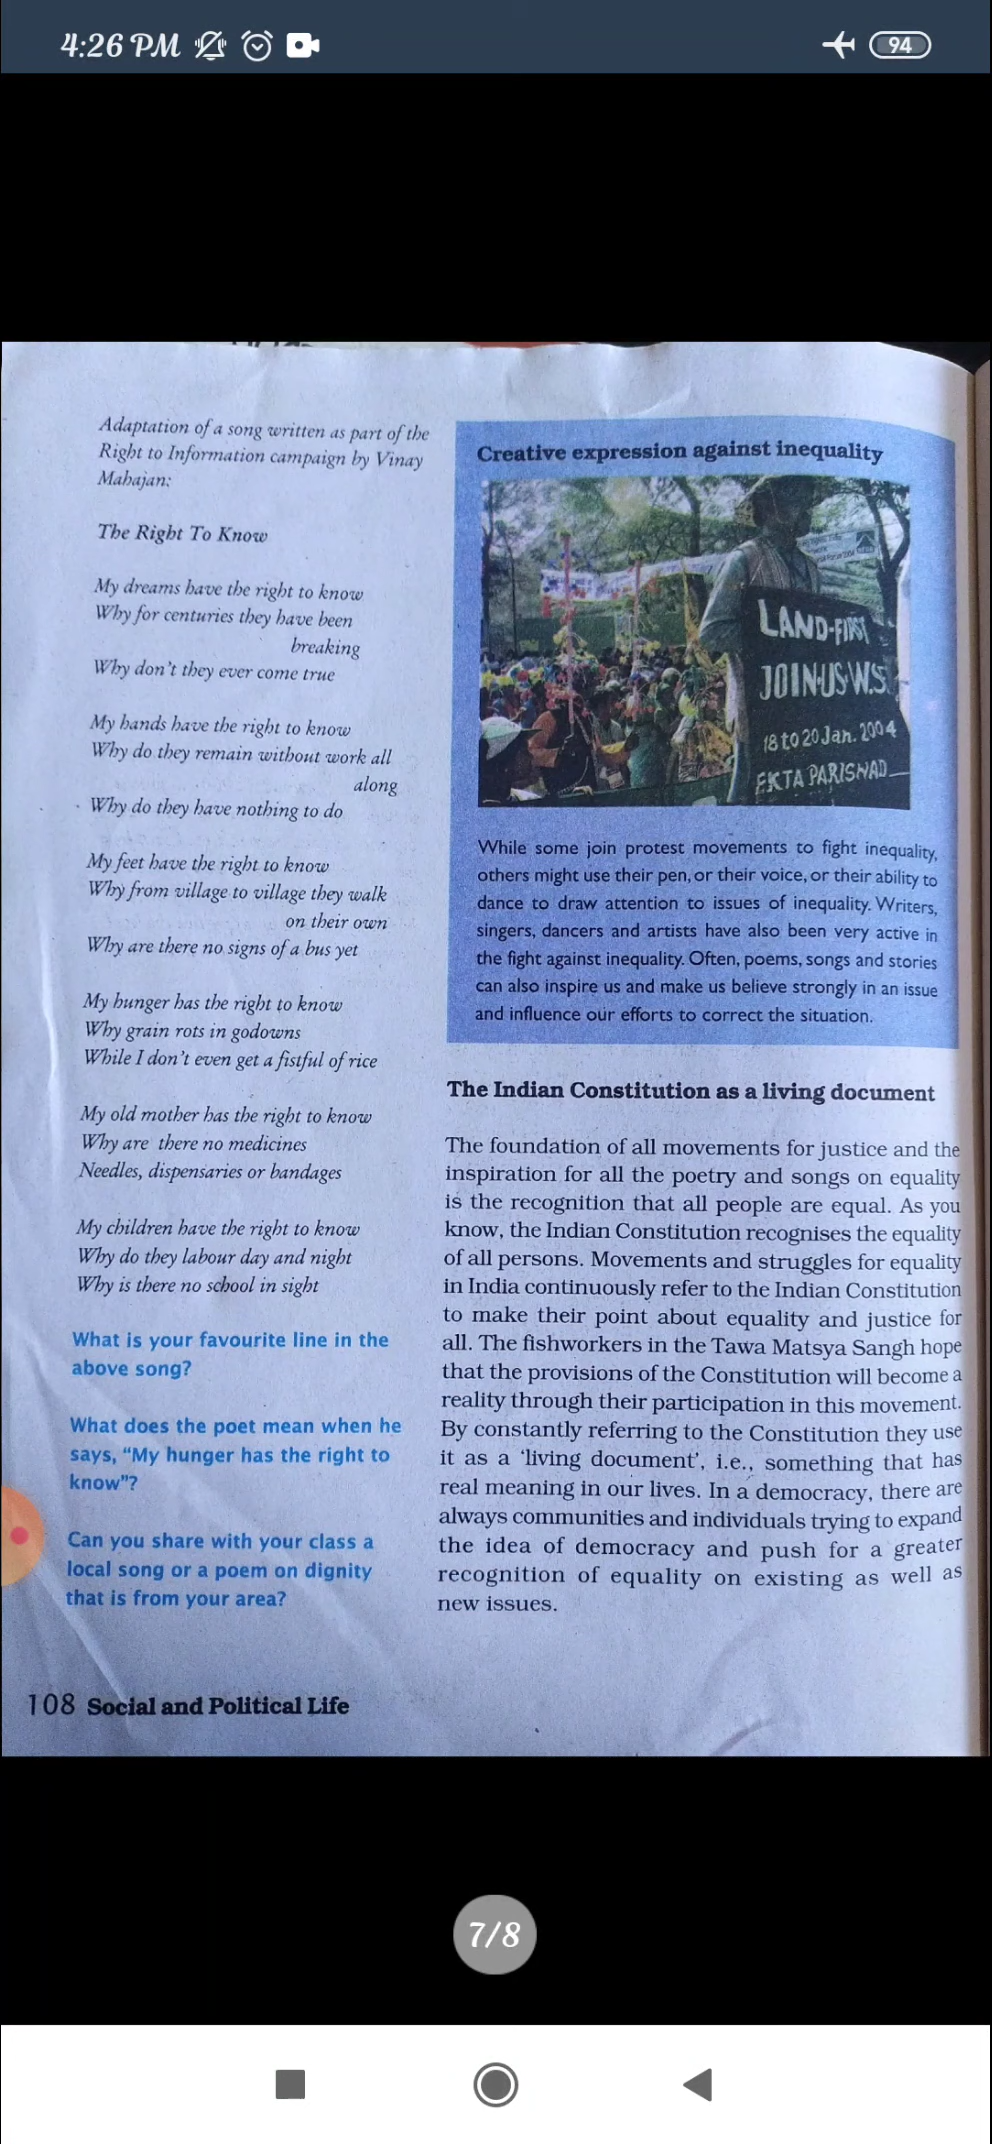 4:26 PM
94
Adaptation of a song written as part of the
Right to Information campaign by Vinay
Mahajan:
The Right To Know
My dreams have the right to know
Why for centuries they have been
breaking
Why don't they ever come true
My hands have the right to know
Why do they remain without work all
along
Why do they have nothing to do
My feet have the right to know
Why from village to village they walk
on their own
Why are there no signs of a bus yet
My hunger has the right to know
Why grain rots in godowns
While I don't even get a fistful of rice
My old mother has the right to know
Why are there no medicines
Needles, dispensaries or bandages
My children have the right to know
Why do they labour day and night
Why is there no school in sight
What is your favourite line in the
above song?
What does the poet mean when he
says, "My hunger has the right to
know"?
Can you share with your class a
local song or a poem on dignity
that is from your area?
Creative expression against inequality
LAND-FIRST
JOIN·US·W.S
18 to 20 Jan. 2004
EKTA PARISHAD
While some join protest movements to fight inequality,
others might use their pen, or their voice, or their ability to
dance to draw attention to issues of inequality. Writers,
singers, dancers and artists have also been very active in
the fight against inequality. Often, poems, songs and stories
can also inspire us and make us believe strongly in an issue
and influence our efforts to correct the situation.
The Indian Constitution as a living document
The foundation of all movements for justice and the
inspiration for all the poetry and songs on equality
is the recognition that all people are equal. As you
know, the Indian Constitution recognises the equality
of all persons. Movements and struggles for equality
in India continuously refer to the Indian Constitution
to make their point about equality and justice for
all. The fishworkers in the Tawa Matsya Sangh hope
that the provisions of the Constitution will become a
reality through their participation in this movement.
By constantly referring to the Constitution they use
it as a 'living document', i.e., something that has
real meaning in our lives. In a democracy, there are
always communities and individuals trying to expand
the idea of democracy and push for a greater
recognition of equality on existing as well as
new issues.
108 Social and Political Life
7/8